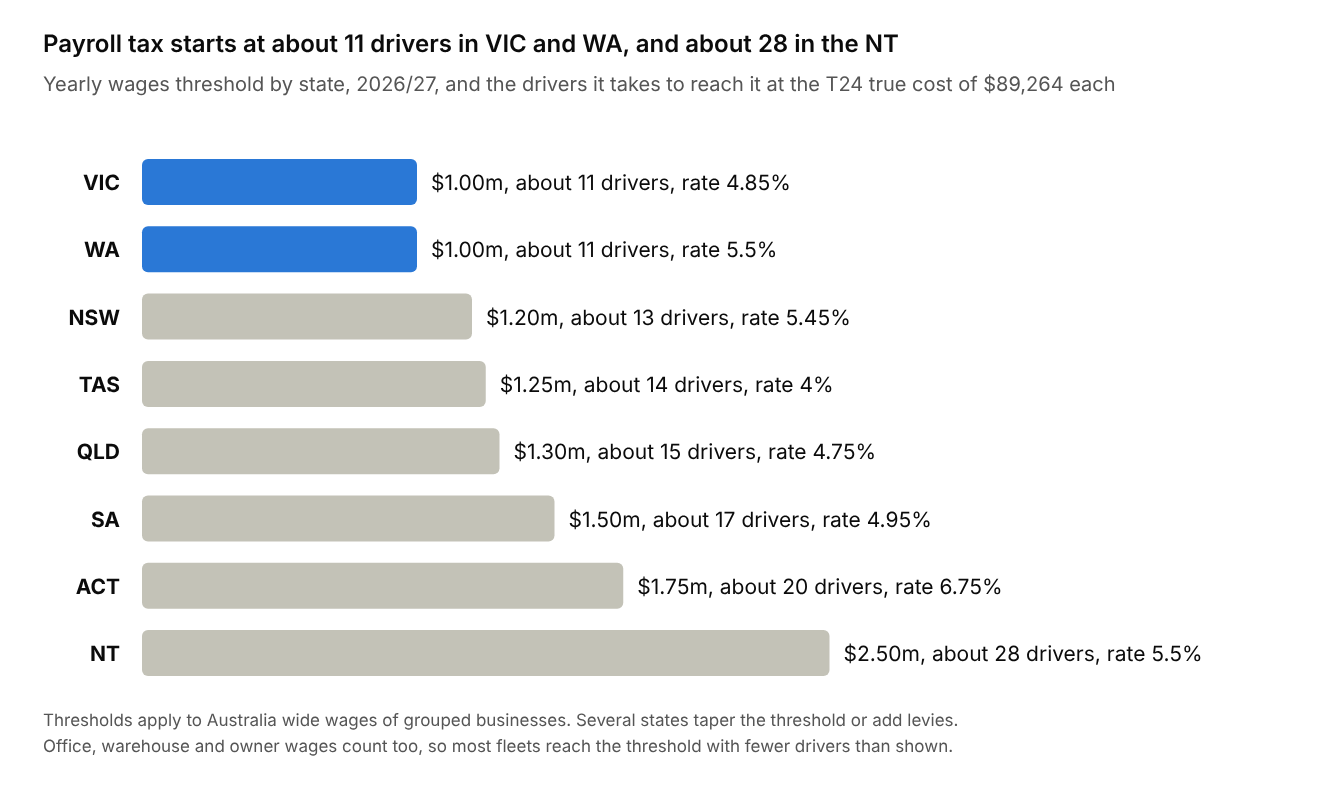 Payroll tax starts at about 11 drivers in VIC and WA, and about 28 in the NT
Yearly wages threshold by state, 2026/27, and the drivers it takes to reach it at the T24 true cost of $89,264 each
VIC $1.00m, about 11 drivers, rate 4.85%
WA $1.00m, about 11 drivers, rate 5.5%
NSW $1.20m, about 13 drivers, rate 5.45%
TAS $1.25m, about 14 drivers, rate 4%
QLD $1.30m, about 15 drivers, rate 4.75%
SA $1.50m, about 17 drivers, rate 4.95%
ACT $1.75m, about 20 drivers, rate 6.75%
NT $2.50m, about 28 drivers, rate 5.5%
Thresholds apply to Australia wide wages of grouped businesses. Several states taper the threshold or add levies.
Office, warehouse and owner wages count too, so most fleets reach the threshold with fewer drivers than shown.